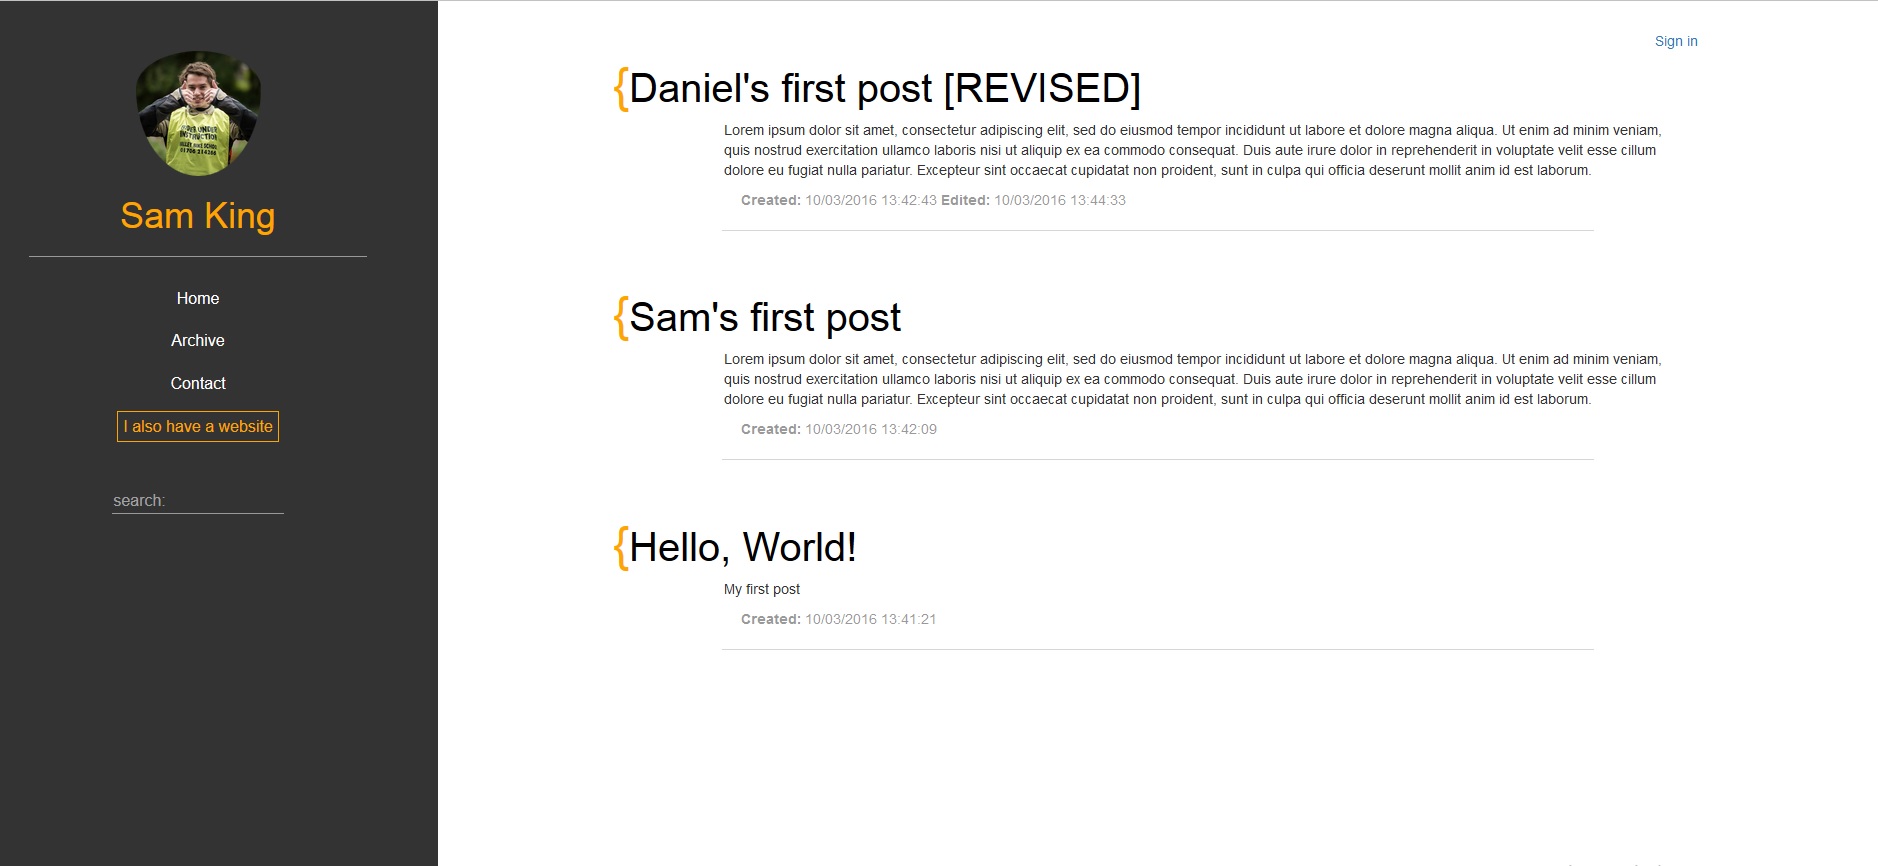 Sign in
UNDER INSTRUCTION
Sam King
Home
Archive
Contact
I also have a website
search:
{Daniel's first post [REVISED]
Lorem ipsum dolor sit amet, consectetur adipiscing elit, sed do eiusmod tempor incididunt ut labore et dolore magna aliqua. Ut enim ad minim veniam,
quis nostrud exercitation ullamco laboris nisi ut aliquip ex ea commodo consequat. Duis aute irure dolor in reprehenderit in voluptate velit esse cillum
dolore eu fugiat nulla pariatur. Excepteur sint occaecat cupidatat non proident, sunt in culpa qui officia deserunt mollit anim id est laborum.
Created: 10/03/2016 13:42:43 Edited: 10/03/2016 13:44:33
{Sam's first post
Lorem ipsum dolor sit amet, consectetur adipiscing elit, sed do eiusmod tempor incididunt ut labore et dolore magna aliqua. Ut enim ad minim veniam,
quis nostrud exercitation ullamco laboris nisi ut aliquip ex ea commodo consequat. Duis aute irure dolor in reprehenderit in voluptate velit esse cillum
dolore eu fugiat nulla pariatur. Excepteur sint occaecat cupidatat non proident, sunt in culpa qui officia deserunt mollit anim id est laborum.
Created: 10/03/2016 13:42:09
{Hello, World!
My first post
Created: 10/03/2016 13:41:21